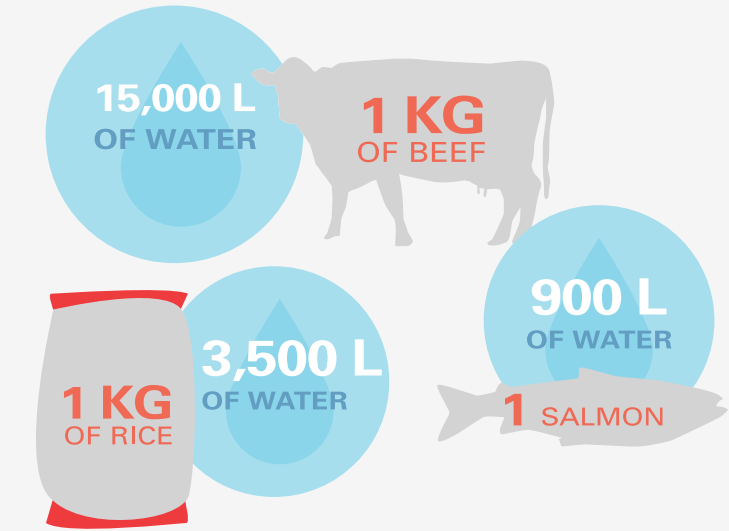 15,000 L
OF WATER
1 KG
OF BEEF
900 L
OF WATER
1 SALMON
3,500 L
OF WATER
1 KG
OF RICE